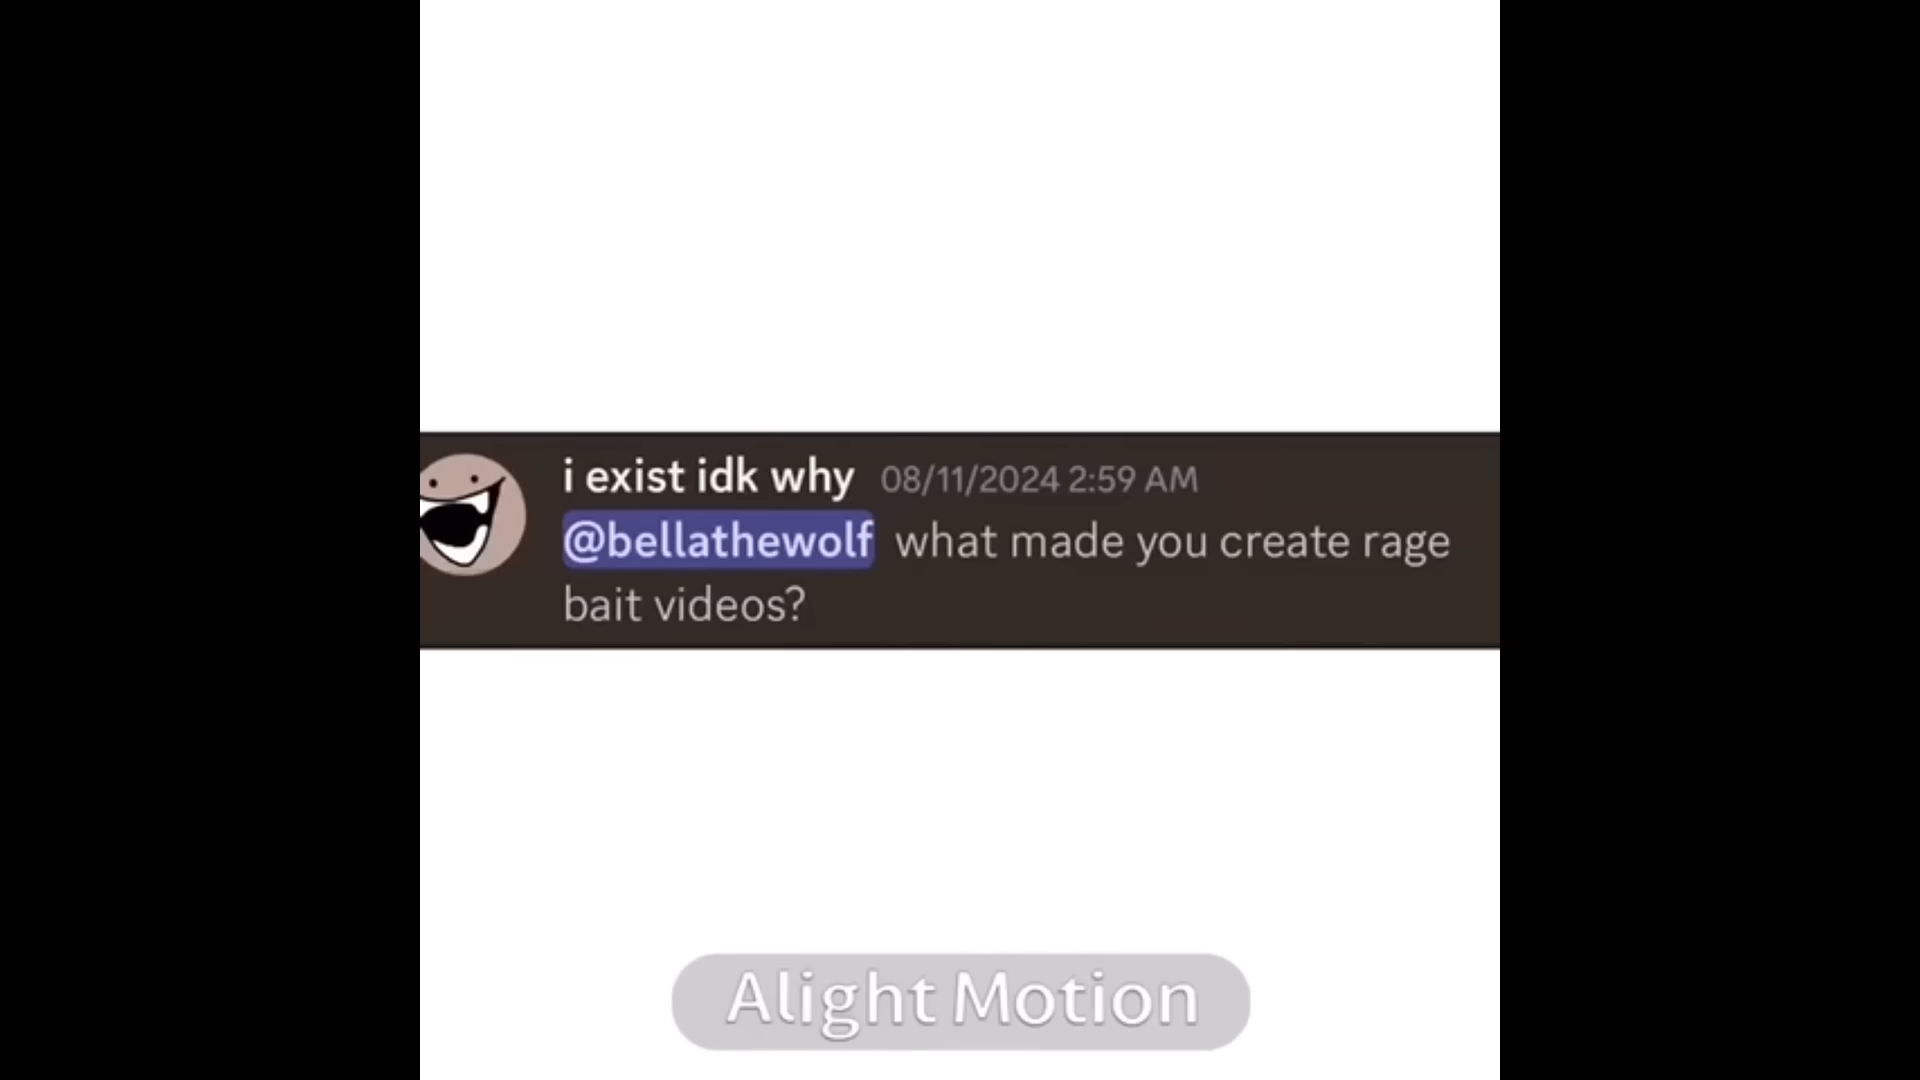 i exist idk why 08/11/2024 2:59 AM
@bellathewolf what made you create rage
bait videos?
Alight Motion